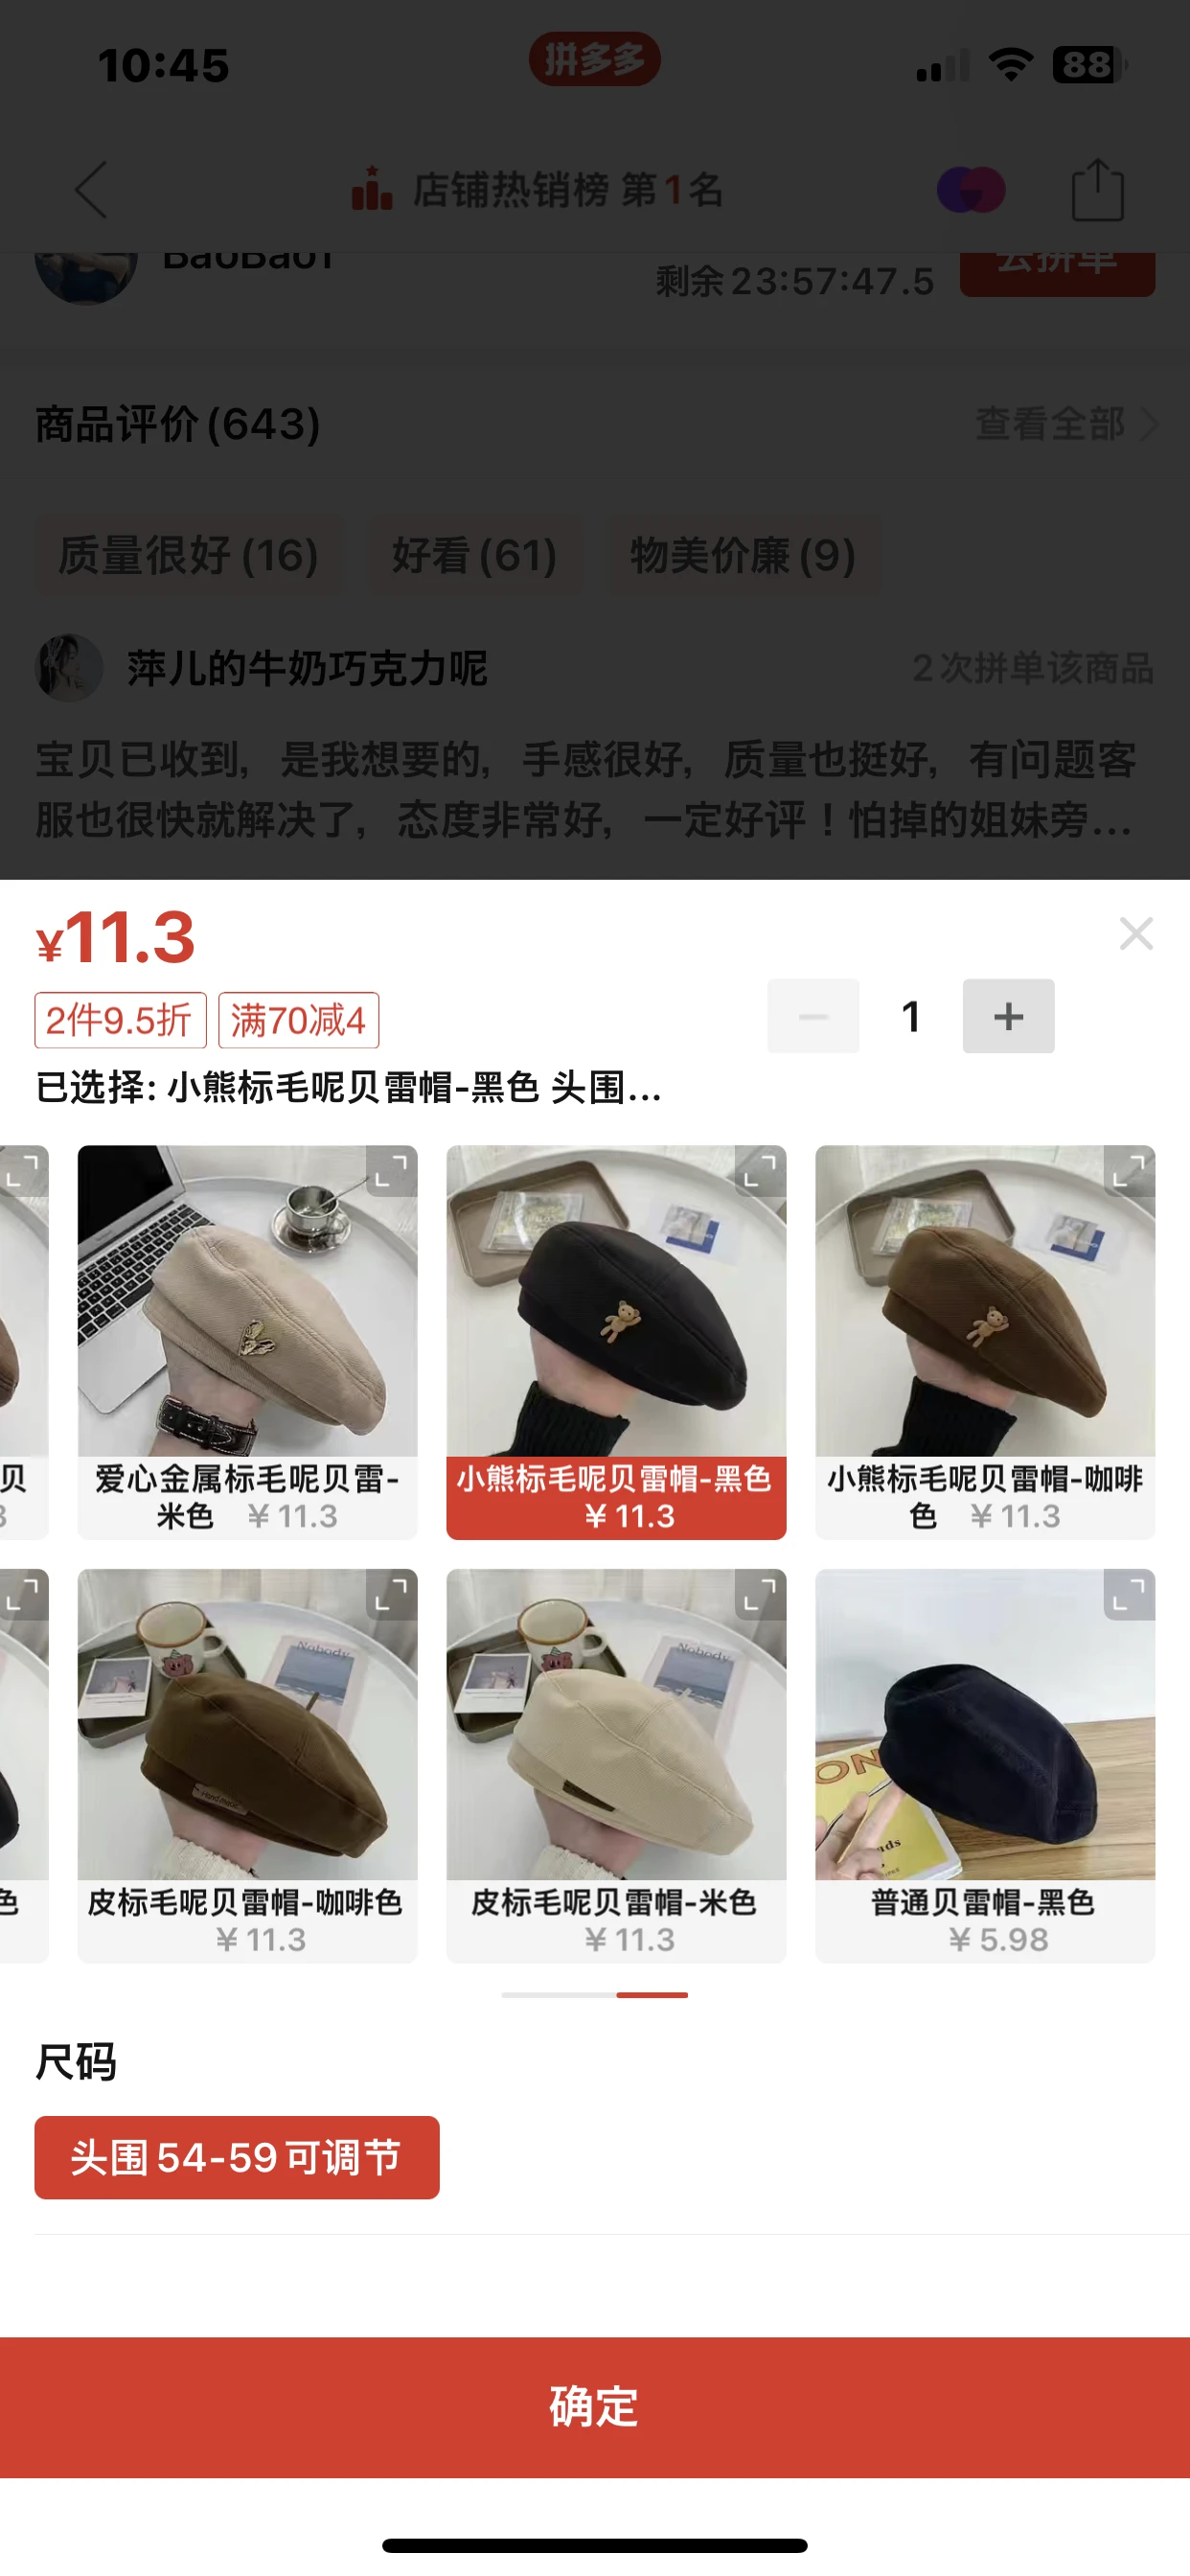 10:45
拼多多
88
店铺热销榜 第1名
BaoBao1
剩余23:57:47.5
去拼单
商品评价(643)
查看全部
质量很好(16)
好看(61)
物美价廉(9)
萍儿的牛奶巧克力呢
2次拼单该商品
宝贝已收到，是我想要的，手感很好，质量也挺好，有问题客
服也很快就解决了，态度非常好，一定好评！怕掉的姐妹旁...
¥11.3
2件9.5折
满70减4
1
已选择: 小熊标毛呢贝雷帽-黑色 头围...
贝
爱心金属标毛呢贝雷-
米色 ¥11.3
小熊标毛呢贝雷帽-黑色
¥11.3
小熊标毛呢贝雷帽-咖啡
色 ¥11.3
Nobody
Nobody
ON
nds
色
皮标毛呢贝雷帽-咖啡色
¥11.3
皮标毛呢贝雷帽-米色
¥11.3
普通贝雷帽-黑色
¥5.98
尺码
头围54-59可调节
确定